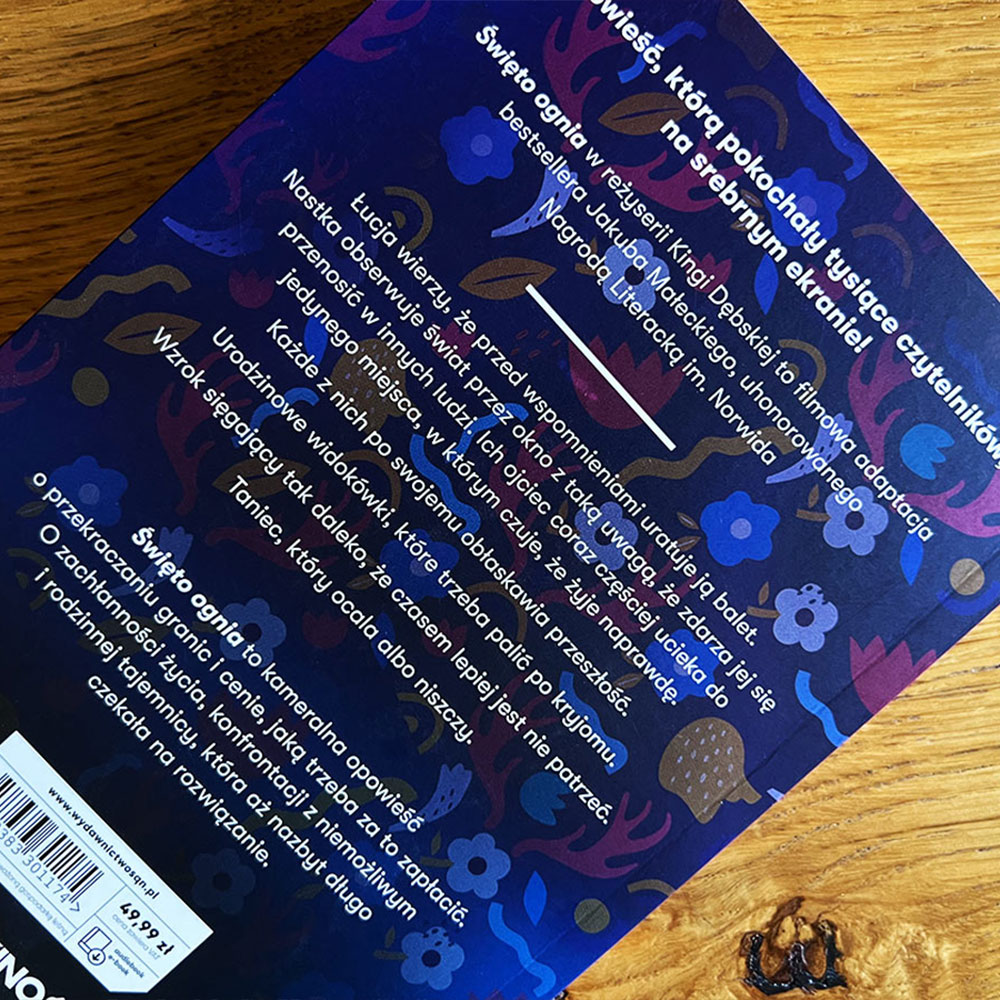 owieść, którą pokochały tysiące czytelników,
na srebrnym ekranie!
Święto ognia w reżyserii Kingi Dębskiej to filmowa adaptacja
bestsellera Jakuba Małeckiego, uhonorowanego
Nagrodą Literacką im. Norwida
Łucja wierzy, że przed wspomnieniami uratuje ją balet.
Nastka obserwuje świat przez okno z taką uwagą, że zdarza jej się
przenosić w innych ludzi. Ich ojciec coraz częściej ucieka do
jedynego miejsca, w którym czuje, że żyje naprawdę.
Każde z nich po swojemu obłaskawia przeszłość.
Urodzinowe widokówki, które trzeba palić po kryjomu.
Wzrok sięgający tak daleko, że czasem lepiej jest nie patrzeć.
Taniec, który ocala albo niszczy.
Święto ognia to kameralna opowieść
o przekraczaniu granic i cenie, jaką trzeba za to zapłacić.
O zachłanności życia, konfrontacji z niemożliwym
i rodzinnej tajemnicy, która aż nazbyt długo
czekała na rozwiązanie.
www.wydawnictwosqn.pl
383 301174 >
49,99 zł
audiobook
e-book